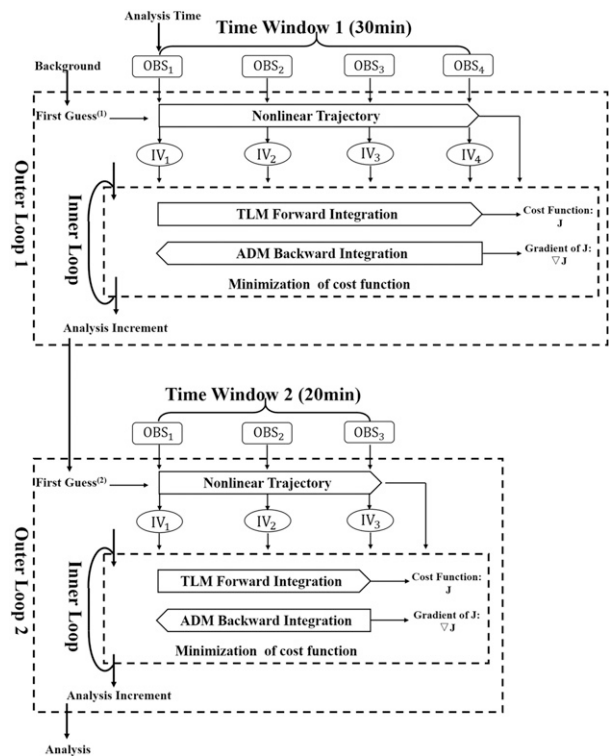 Analysis Time
Time Window 1 (30min)
OBS₁ OBS₂ OBS₃ OBS₄
Background
First Guess⁽¹⁾
Nonlinear Trajectory
IV₁ IV₂ IV₃ IV₄
Outer Loop 1
Inner Loop
TLM Forward Integration
Cost Function:
J
ADM Backward Integration
Gradient of J:
▽J
Minimization of cost function
Analysis Increment
Time Window 2 (20min)
OBS₁ OBS₂ OBS₃
First Guess⁽²⁾
Nonlinear Trajectory
IV₁ IV₂ IV₃
Outer Loop 2
Inner Loop
TLM Forward Integration
Cost Function:
J
ADM Backward Integration
Gradient of J:
▽J
Minimization of cost function
Analysis Increment
Analysis